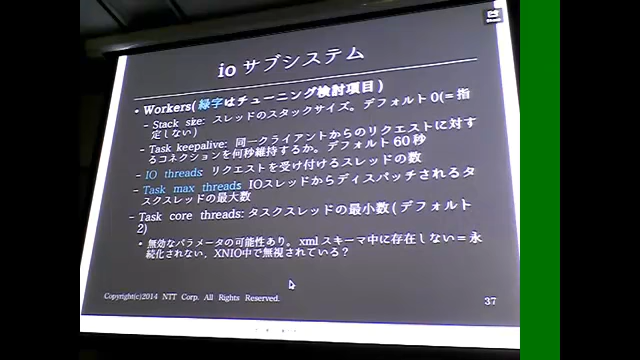 io サブシステム
• Workers(緑字はチューニング検討項目)
– Stack size: スレッドのスタックサイズ。デフォルト0(=指
定しない)
– Task keepalive: 同一クライアントからのリクエストに対す
るコネクションを何秒維持するか。デフォルト60秒
– IO threads: リクエストを受け付けるスレッドの数
– Task max threads: IOスレッドからディスパッチされるタ
スクスレッドの最大数
– Task core threads: タスクスレッドの最小数(デフォルト
2)
• 無効なパラメータの可能性あり。xmlスキーマ中に存在しない=永
続化されない、XNIO中で無視されている?
Copyright(c)2014 NTT Corp. All Rights Reserved.
37